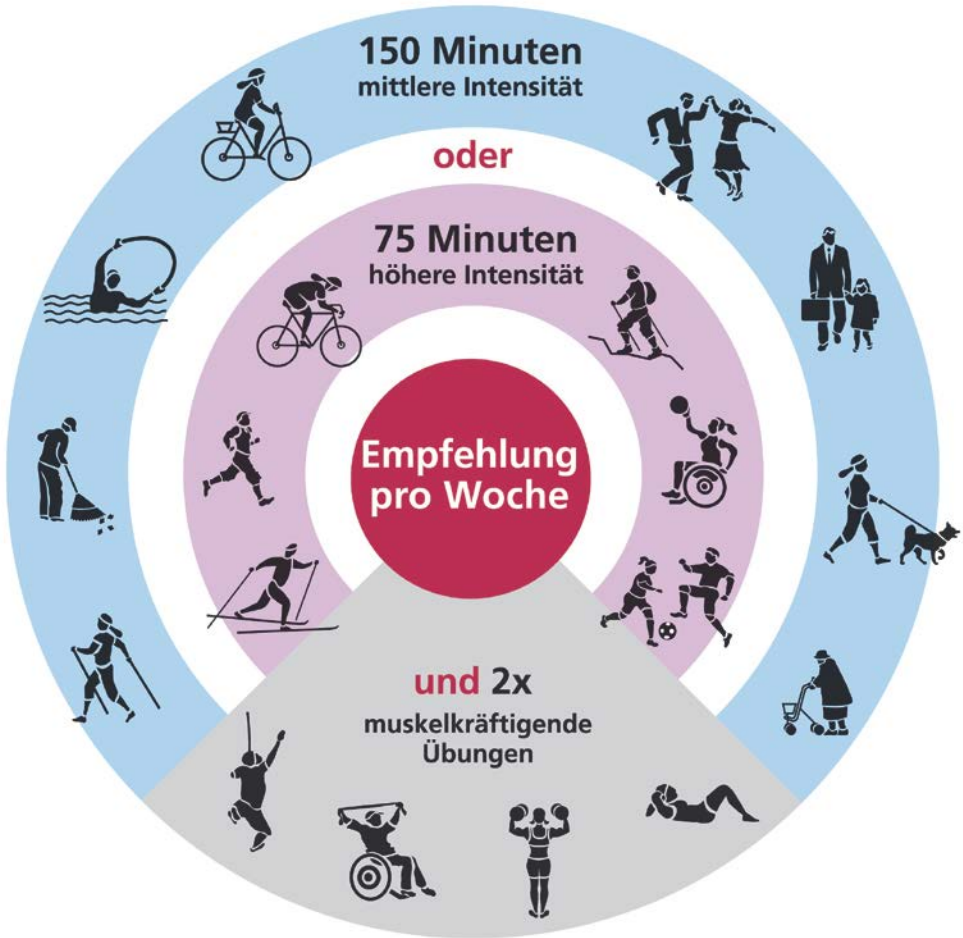 150 Minuten
mittlere Intensität
oder
75 Minuten
höhere Intensität
Empfehlung
pro Woche
und 2x
muskelkräftigende
Übungen